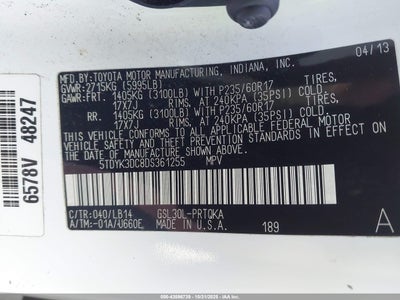 MFD. BY: TOYOTA MOTOR MANUFACTURING, INDIANA, INC. 04/13
GVWR: 2715KG (5995LB)
GAWR: FRT. 1405KG (3100LB) WITH P235/60R17 TIRES,
17X7J RIMS, AT 240KPA (35PSI) COLD
RR. 1405KG (3100LB) WITH P235/60R17 TIRES,
17X7J RIMS, AT 240KPA (35PSI) COLD
THIS VEHICLE CONFORMS TO ALL APPLICABLE FEDERAL MOTOR
VEHICLE SAFETY, BUMPER, AND THEFT PREVENTION STANDARDS
IN EFFECT ON THE DATE OF MANUFACTURE SHOWN ABOVE.
5TDYK3DC8DS361255 MPV
C/TR: 040/LB14 GSL30L-PRTQKA
A/TM: -01A/U660E MADE IN U.S.A. 189
A
6578V 48247
000-43696739 - 10/31/2025 - 000000